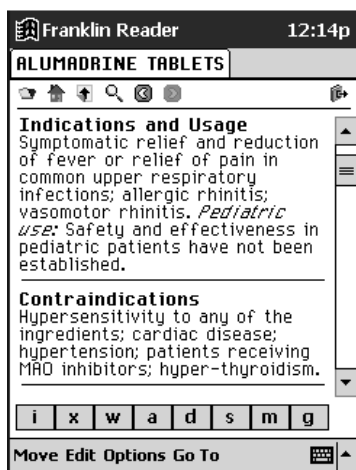 Franklin Reader 12:14p
ALUMADRINE TABLETS
Indications and Usage
Symptomatic relief and reduction
of fever or relief of pain in
common upper respiratory
infections; allergic rhinitis;
vasomotor rhinitis. Pediatric
use: Safety and effectiveness in
pediatric patients have not been
established.
Contraindications
Hypersensitivity to any of the
ingredients; cardiac disease;
hypertension; patients receiving
MAO inhibitors; hyper-thyroidism.
i x w a d s m g
Move Edit Options Go To